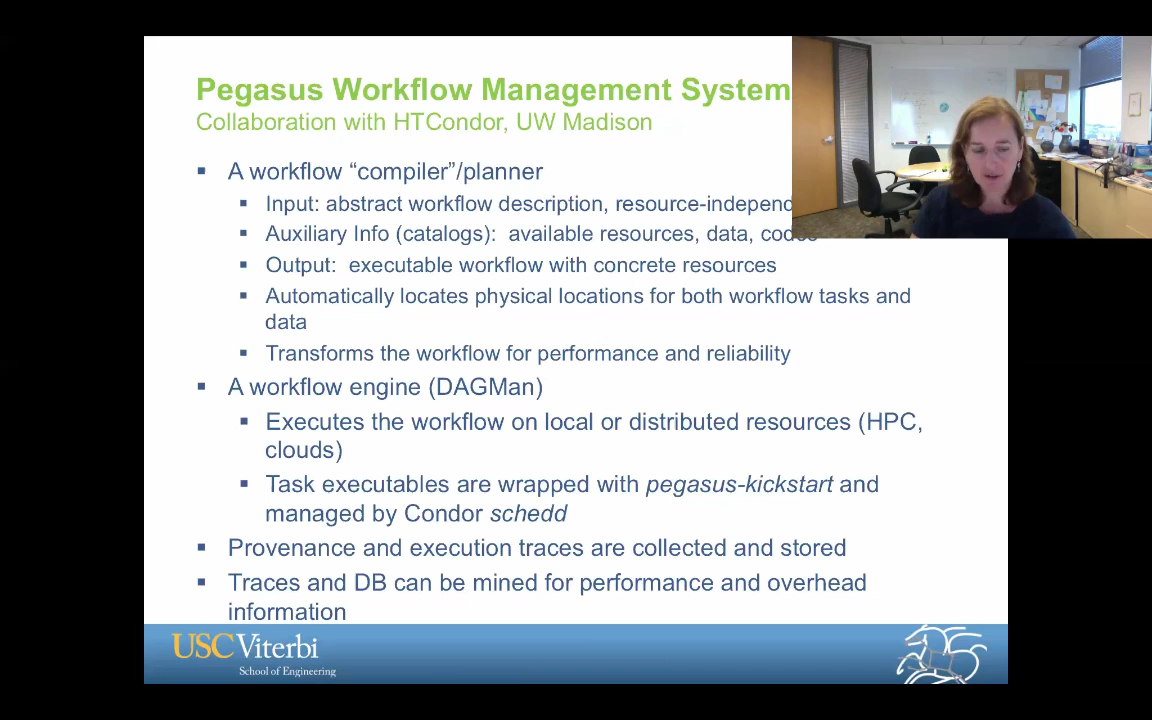 Pegasus Workflow Management System
Collaboration with HTCondor, UW Madison
▪ A workflow “compiler”/planner
▪ Input: abstract workflow description, resource-independ
▪ Auxiliary Info (catalogs): available resources, data, codes
▪ Output: executable workflow with concrete resources
▪ Automatically locates physical locations for both workflow tasks and
data
▪ Transforms the workflow for performance and reliability
▪ A workflow engine (DAGMan)
▪ Executes the workflow on local or distributed resources (HPC,
clouds)
▪ Task executables are wrapped with pegasus-kickstart and
managed by Condor schedd
▪ Provenance and execution traces are collected and stored
▪ Traces and DB can be mined for performance and overhead
information
USC Viterbi
School of Engineering